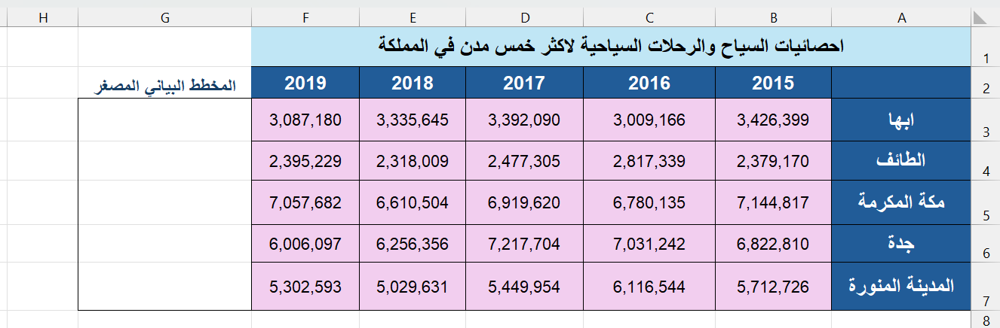 A B C D E F G H
1 احصائيات السياح والرحلات السياحية لاكثر خمس مدن في المملكة
2 2015 2016 2017 2018 2019 المخطط البياني المصغر
3 ابها 3,426,399 3,009,166 3,392,090 3,335,645 3,087,180
4 الطائف 2,379,170 2,817,339 2,477,305 2,318,009 2,395,229
5 مكة المكرمة 7,144,817 6,780,135 6,919,620 6,610,504 7,057,682
6 جدة 6,822,810 7,031,242 7,217,704 6,256,356 6,006,097
7 المدينة المنورة 5,712,726 6,116,544 5,449,954 5,029,631 5,302,593
8